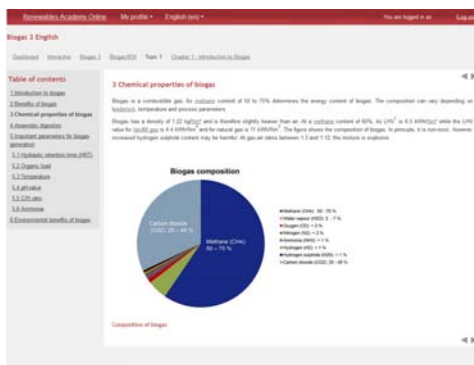 Renewables Academy Online My profile English (en) You are logged in as
Biogas 3 English
Dashboard Interactive Biogas 3 Topic 1 Chapter 1 - Introduction to Biogas
Table of contents
1 Introduction to biogas
2 Benefits of biogas
3 Chemical properties of biogas
4 Anaerobic digestion
5 Important parameters for biogas
generation
5.1 Hydraulic retention time (HRT)
5.2 Organic load
5.3 Temperature
5.4 pH-value
5.5 C/N ratio
5.6 Ammonia
6 Environmental benefits of biogas
3 Chemical properties of biogas
Biogas is a combustible gas. Its methane content of 50 to 75% determines the energy content of biogas. The composition can vary depending on
feedstock, temperature and process parameters.
Biogas has a density of 1.22 kg/Nm³ and is therefore slightly heavier than air. At a methane content of 60%, its LHV is 6.5 kWh/Nm³ while the LHV
value for landfill gas is 4.4 kWh/Nm³ and for natural gas is 11 kWh/Nm³. The figure shows the composition of biogas. In principle, it is non-toxic, however
increased hydrogen sulphide content may be harmful. At gas-air ratios between 1:3 and 1:12, the mixture is explosive.
Biogas composition
Carbon dioxide
(CO2): 25 - 45 %
Methane (CH4)
50 - 75 %
Methane (CH4): 50 - 75 %
Water vapour (H2O): 2 - 7 %
Oxygen (O2) < 2 %
Nitrogen (N2) < 2 %
Ammonia (NH3) < 1 %
Hydrogen (H2) < 1 %
Hydrogen sulphide (H2S) < 1 %
Carbon dioxide (CO2): 25 - 45 %
Composition of biogas